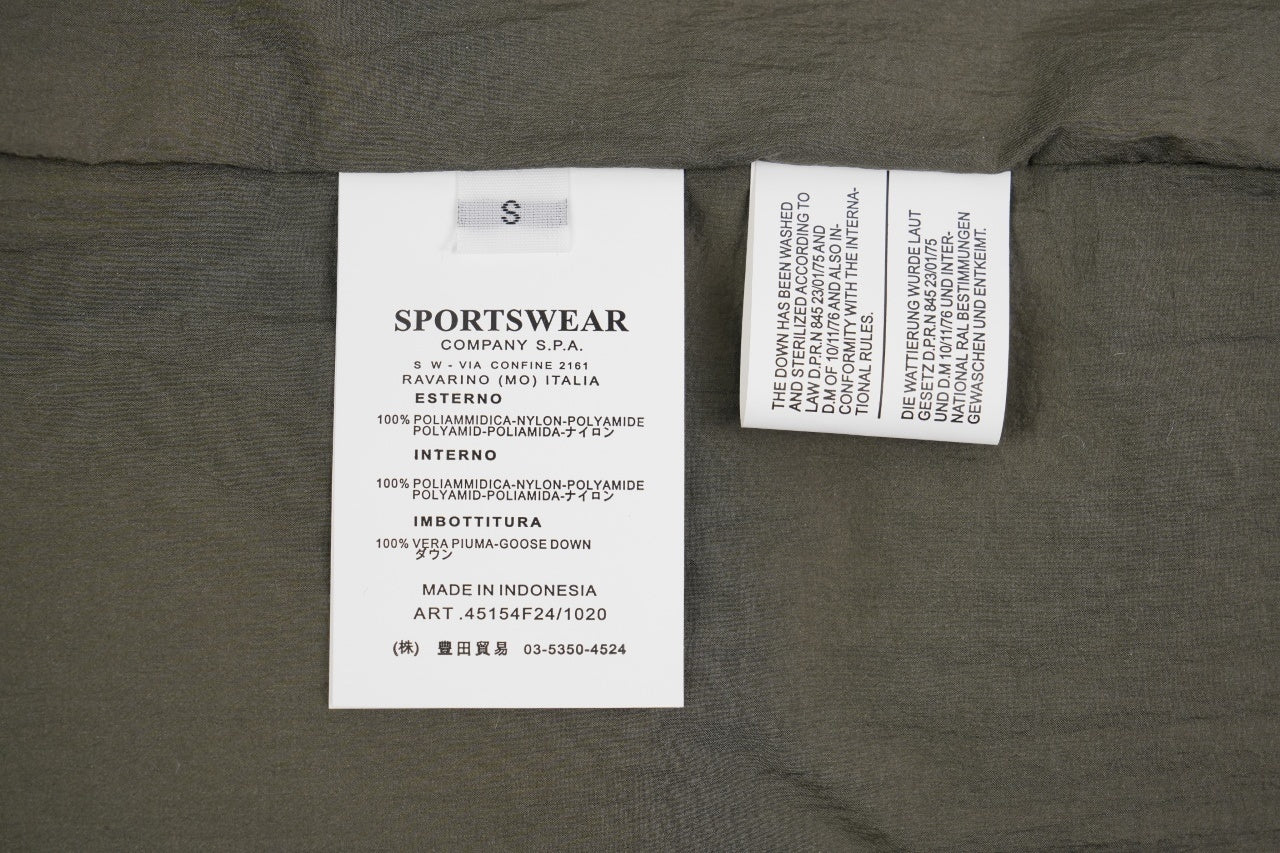 S
SPORTSWEAR
COMPANY S.P.A.
S W - VIA CONFINE 2161
RAVARINO (MO) ITALIA
ESTERNO
100% POLIAMMIDICA-NYLON-POLYAMIDE
POLYAMID-POLIAMIDA-ナイロン
INTERNO
100% POLIAMMIDICA-NYLON-POLYAMIDE
POLYAMID-POLIAMIDA-ナイロン
IMBOTTITURA
100% VERA PIUMA-GOOSE DOWN
ダウン
MADE IN INDONESIA
ART .45154F24/1020
(株) 豊田貿易 03-5350-4524
THE DOWN HAS BEEN WASHED
AND STERILIZED ACCORDING TO
LAW D.P.R.N 845 23/01/75 AND
D.M OF 10/11/76 AND ALSO IN-
CONFORMITY WITH THE INTERNA-
TIONAL RULES.
DIE WATTIERUNG WURDE LAUT
GESETZ D.P.R.N 845 23/01/75
UND D.M 10/11/76 UND INTER-
NATIONAL RAL BESTIMMUNGEN
GEWASCHEN UND ENTKEIMT.